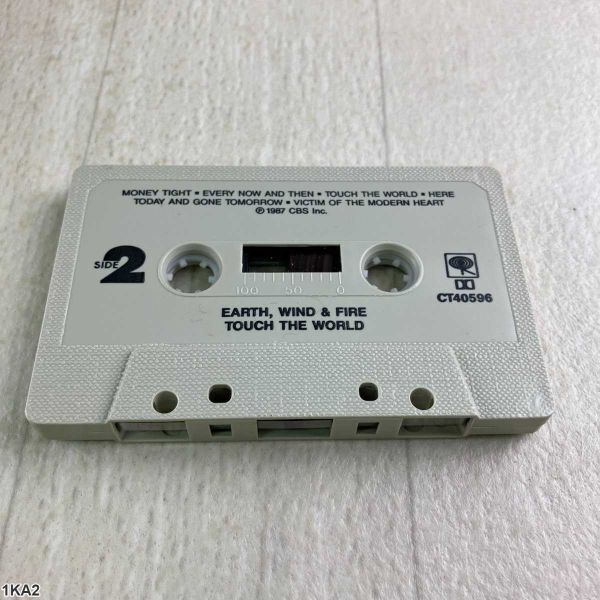 MONEY TIGHT ▪ EVERY NOW AND THEN ▪ TOUCH THE WORLD ▪ HERE
TODAY AND GONE TOMORROW ▪ VICTIM OF THE MODERN HEART
℗ 1987 CBS Inc.
SIDE 2
100 50 0
CT40596
EARTH, WIND & FIRE
TOUCH THE WORLD
1KA2